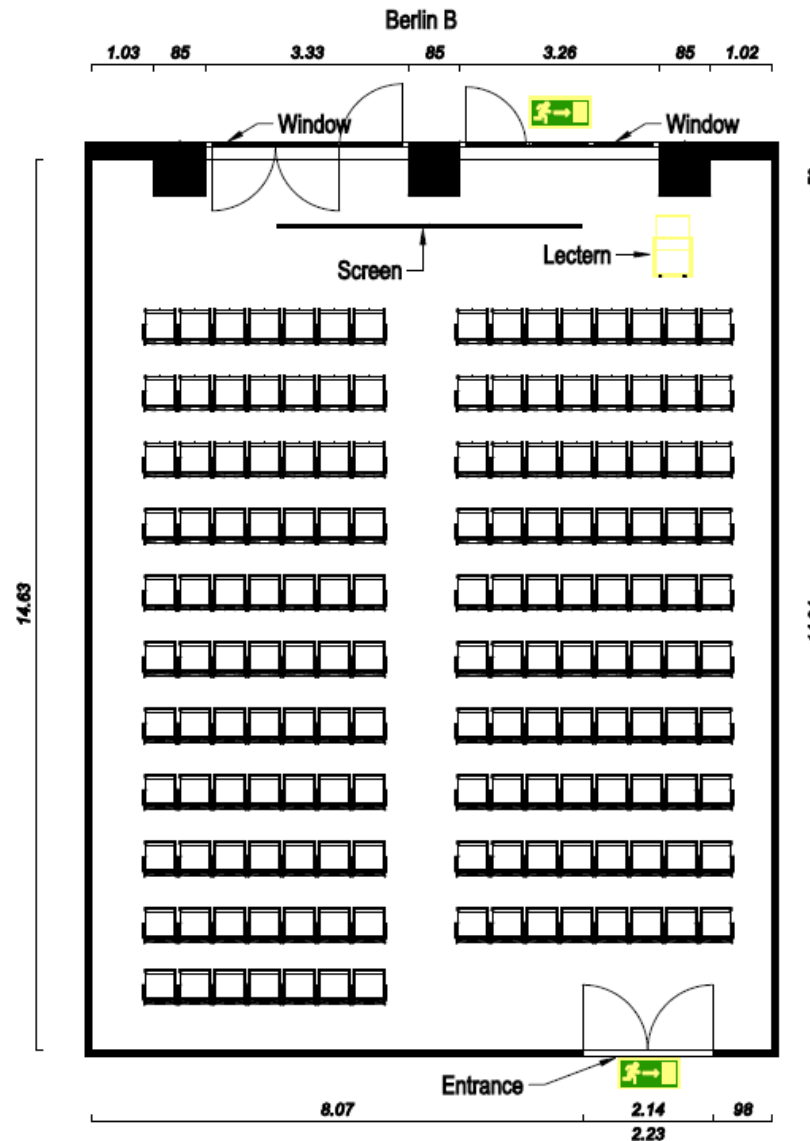 Berlin B
1.03 85 3.33 85 3.26 85 1.02
Window
Window
Screen
Lectern
14.63
Entrance
8.07 2.14 98
2.23